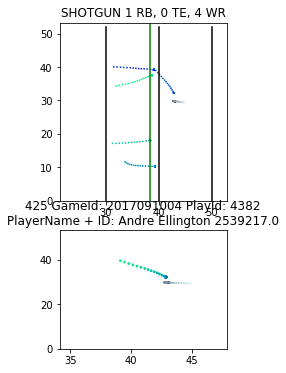 SHOTGUN 1 RB, 0 TE, 4 WR
50
40
30
20
10
0
30 40 50
425 GameId: 2017091004 PlayId: 4382
PlayerName + ID: Andre Ellington 2539217.0
40
20
0
35 40 45